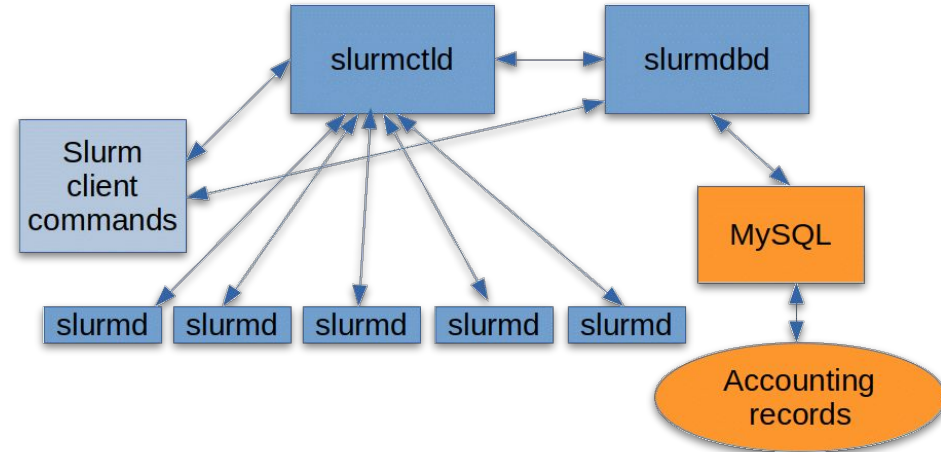 slurmctld
slurmdbd
Slurm
client
commands
MySQL
slurmd
slurmd
slurmd
slurmd
slurmd
Accounting
records